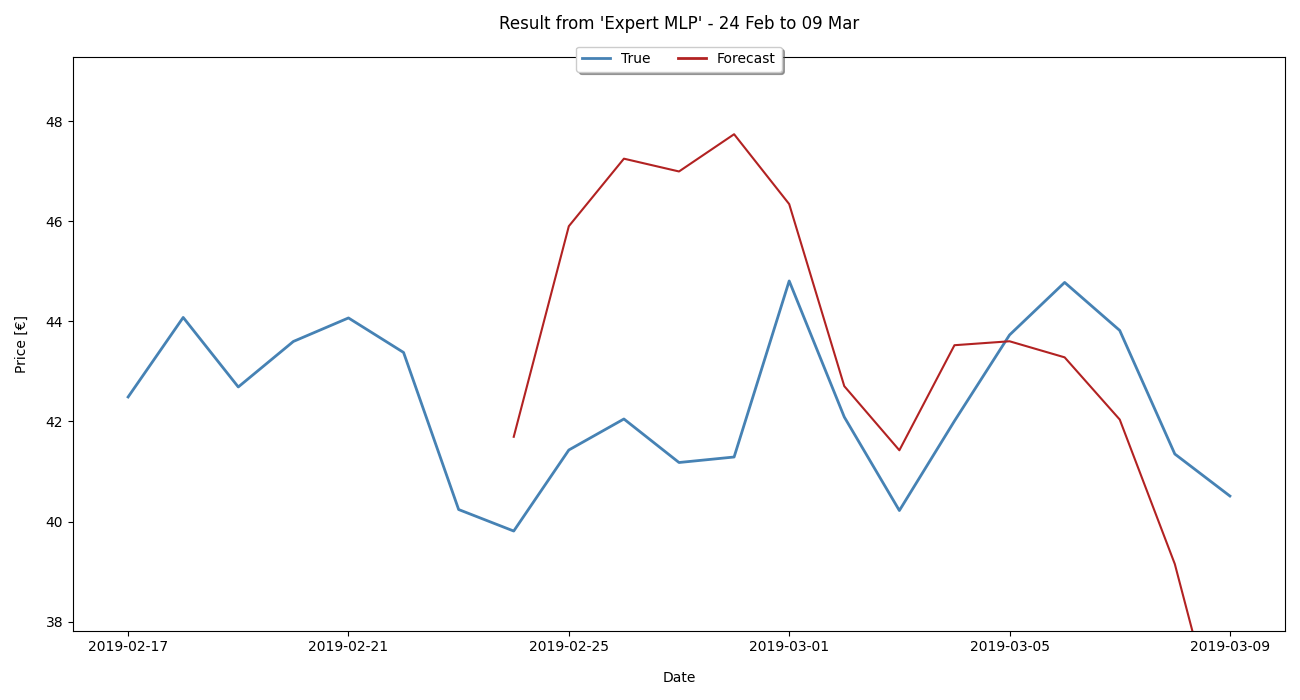 Result from 'Expert MLP' - 24 Feb to 09 Mar
True Forecast
48
46
44
42
40
38
Price [€]
2019-02-17 2019-02-21 2019-02-25 2019-03-01 2019-03-05 2019-03-09
Date